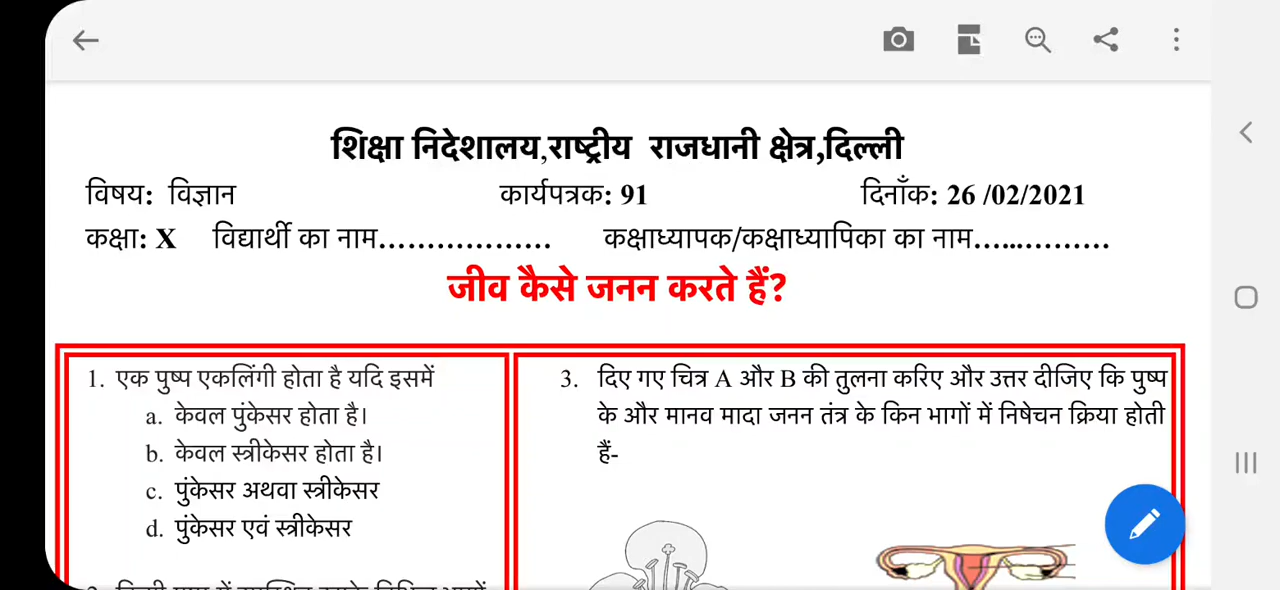 शिक्षा निदेशालय,राष्ट्रीय राजधानी क्षेत्र,दिल्ली
विषय: विज्ञान कार्यपत्रक: 91 दिनाँक: 26 /02/2021
कक्षा: X विद्यार्थी का नाम.................. कक्षाध्यापक/कक्षाध्यापिका का नाम...............
जीव कैसे जनन करते हैं?
1. एक पुष्प एकलिंगी होता है यदि इसमें
a. केवल पुंकेसर होता है।
b. केवल स्त्रीकेसर होता है।
c. पुंकेसर अथवा स्त्रीकेसर
d. पुंकेसर एवं स्त्रीकेसर
3. दिए गए चित्र A और B की तुलना करिए और उत्तर दीजिए कि पुष्प
के और मानव मादा जनन तंत्र के किन भागों में निषेचन क्रिया होती
हैं-